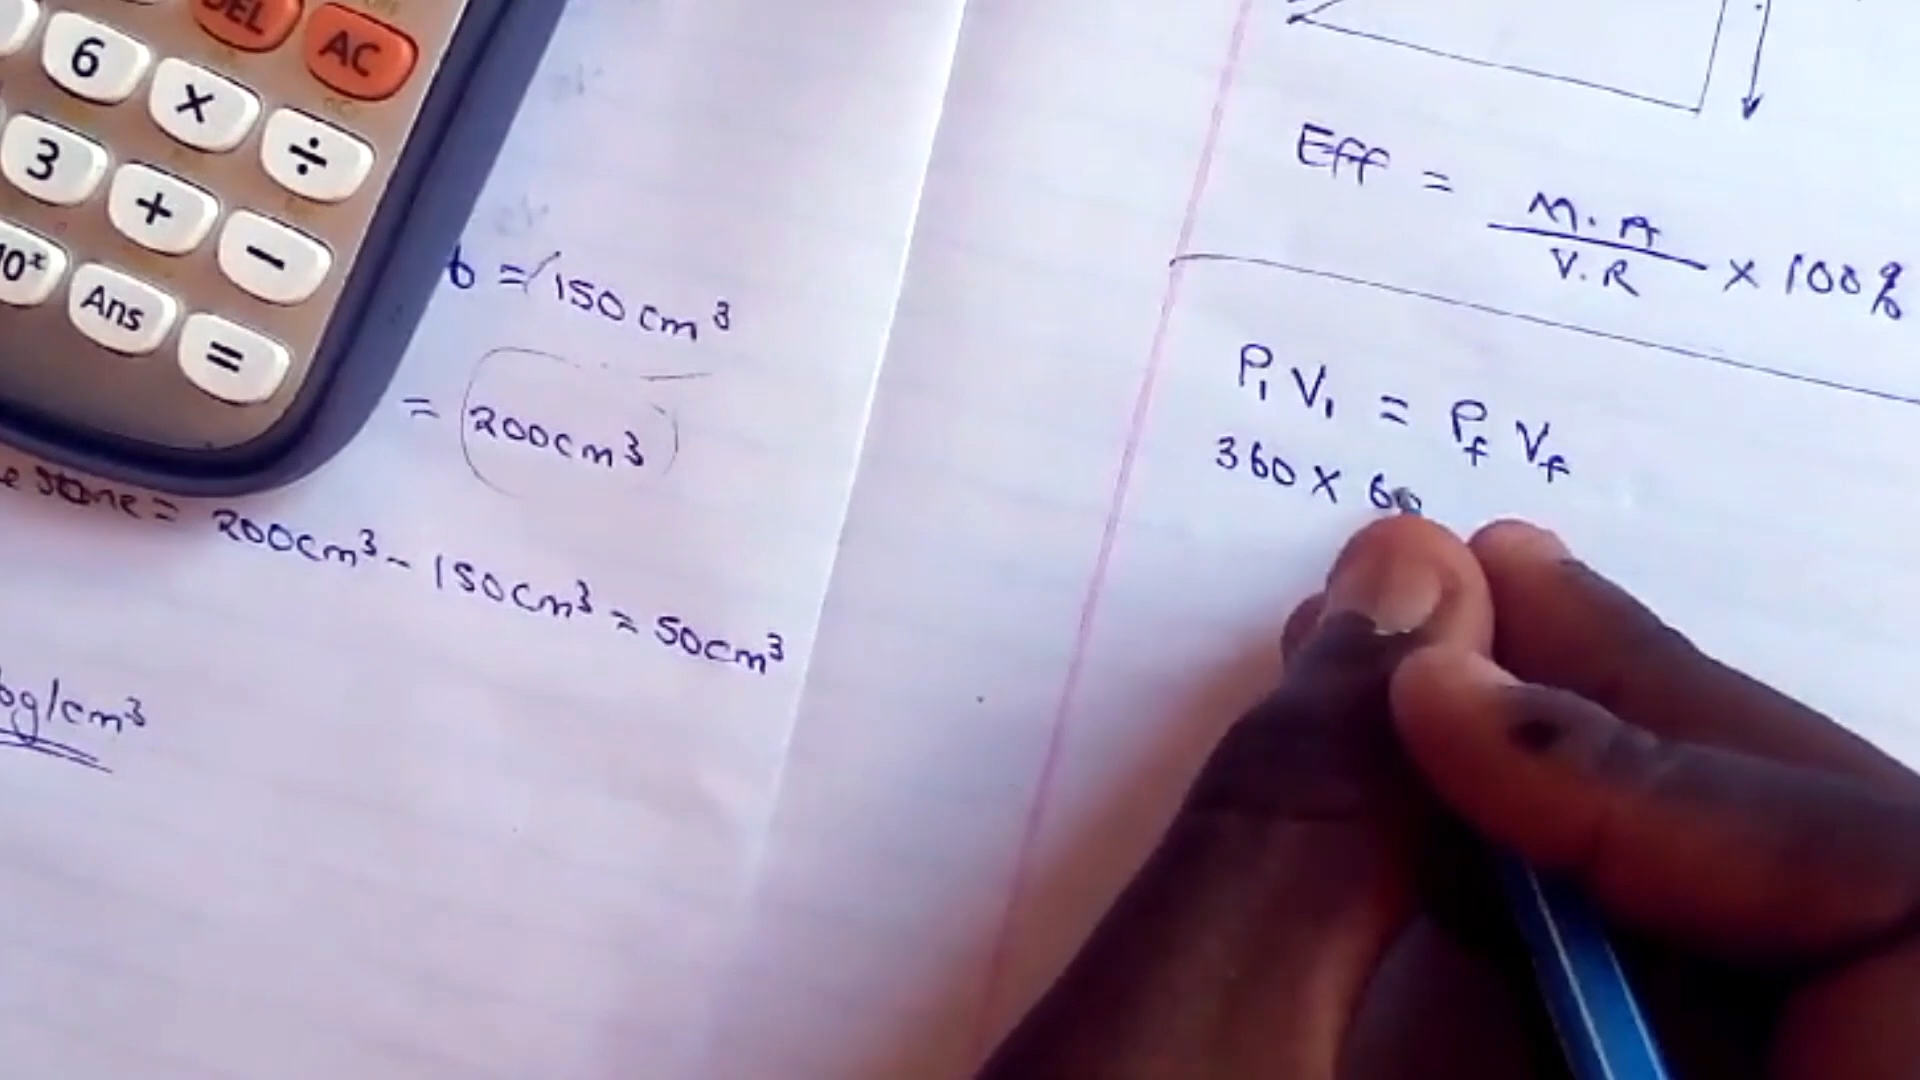 DEL AC
6 × ÷
3 + −
Ans =
= 150 cm³
= 200cm³
stone = 200cm³ - 150cm³ = 50cm³
g/cm³
Eff = M.A / V.R × 100%
P₁ V₁ = P_f V_f
360 × 60